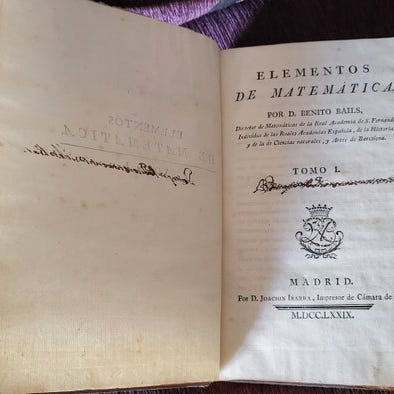 ELEMENTOS
DE MATEMÁTICA,
POR D. BENITO BAILS,
Director de Matemáticas de la Real Academia de S. Fernando,
Individuo de las Reales Academias Española, de la Historia,
y de la de Ciencias naturales, y Artes de Barcelona.
TOMO I.
MADRID.
Por D. JOACHIN IBARRA, Impresor de Cámara de
M.DCC.LXXIX.